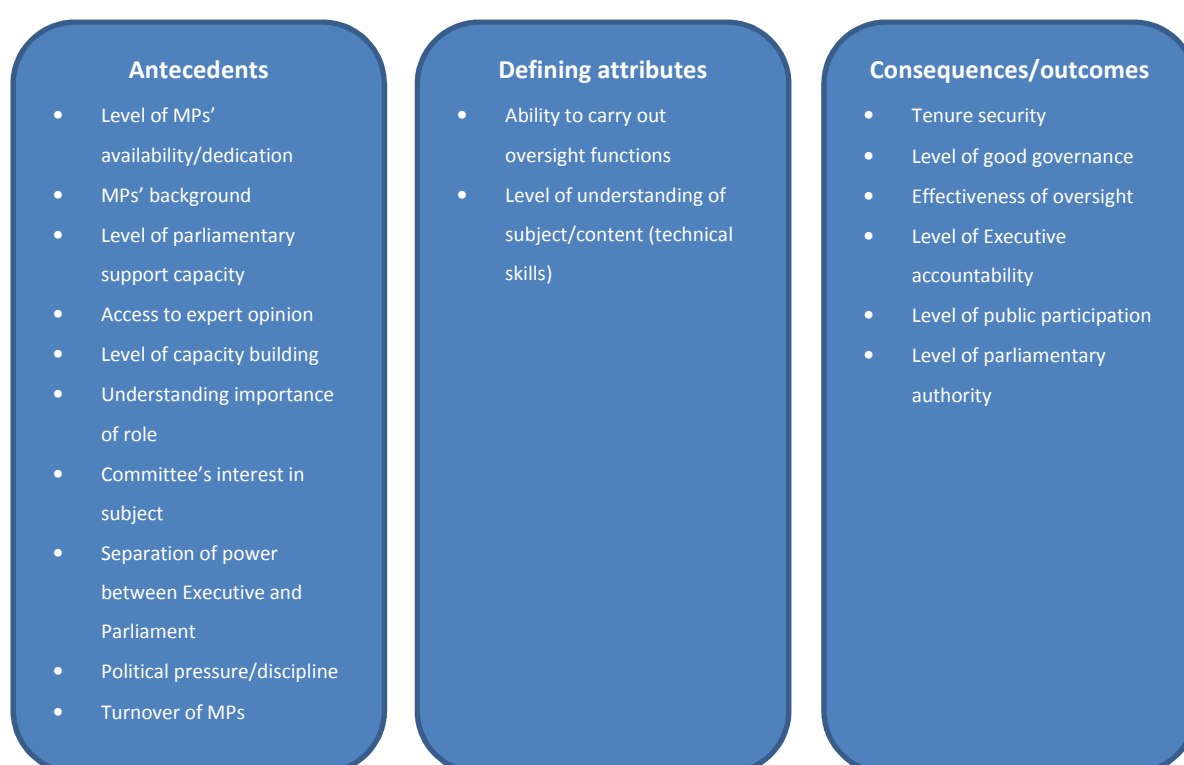 Antecedents
• Level of MPs’
availability/dedication
• MPs’ background
• Level of parliamentary
support capacity
• Access to expert opinion
• Level of capacity building
• Understanding importance
of role
• Committee’s interest in
subject
• Separation of power
between Executive and
Parliament
• Political pressure/discipline
• Turnover of MPs
Defining attributes
• Ability to carry out
oversight functions
• Level of understanding of
subject/content (technical
skills)
Consequences/outcomes
• Tenure security
• Level of good governance
• Effectiveness of oversight
• Level of Executive
accountability
• Level of public participation
• Level of parliamentary
authority